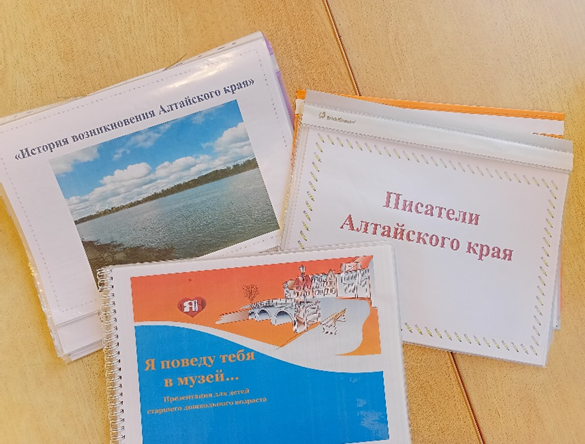 «История возникновения Алтайского края»
Писатели
Алтайского края
Я поведу тебя
в музей...
Презентация для детей
старшего дошкольного возраста